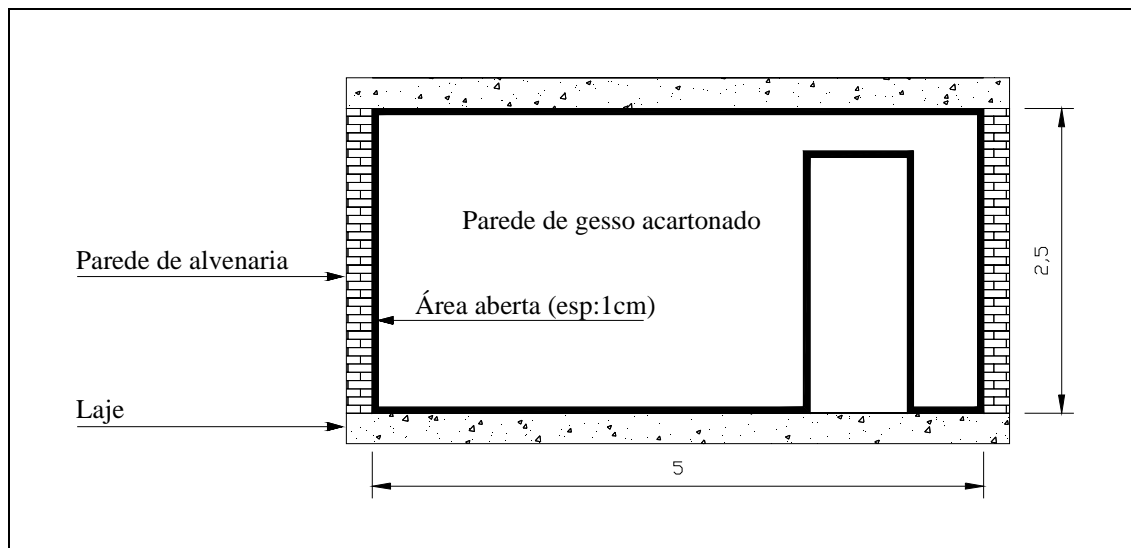 Parede de gesso acartonado
Parede de alvenaria
2,5
Área aberta (esp:1cm)
Laje
5